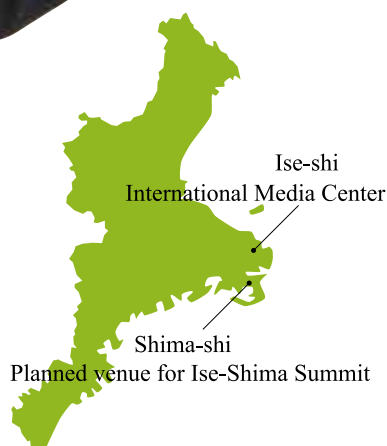 Ise-shi
International Media Center
Shima-shi
Planned venue for Ise-Shima Summit